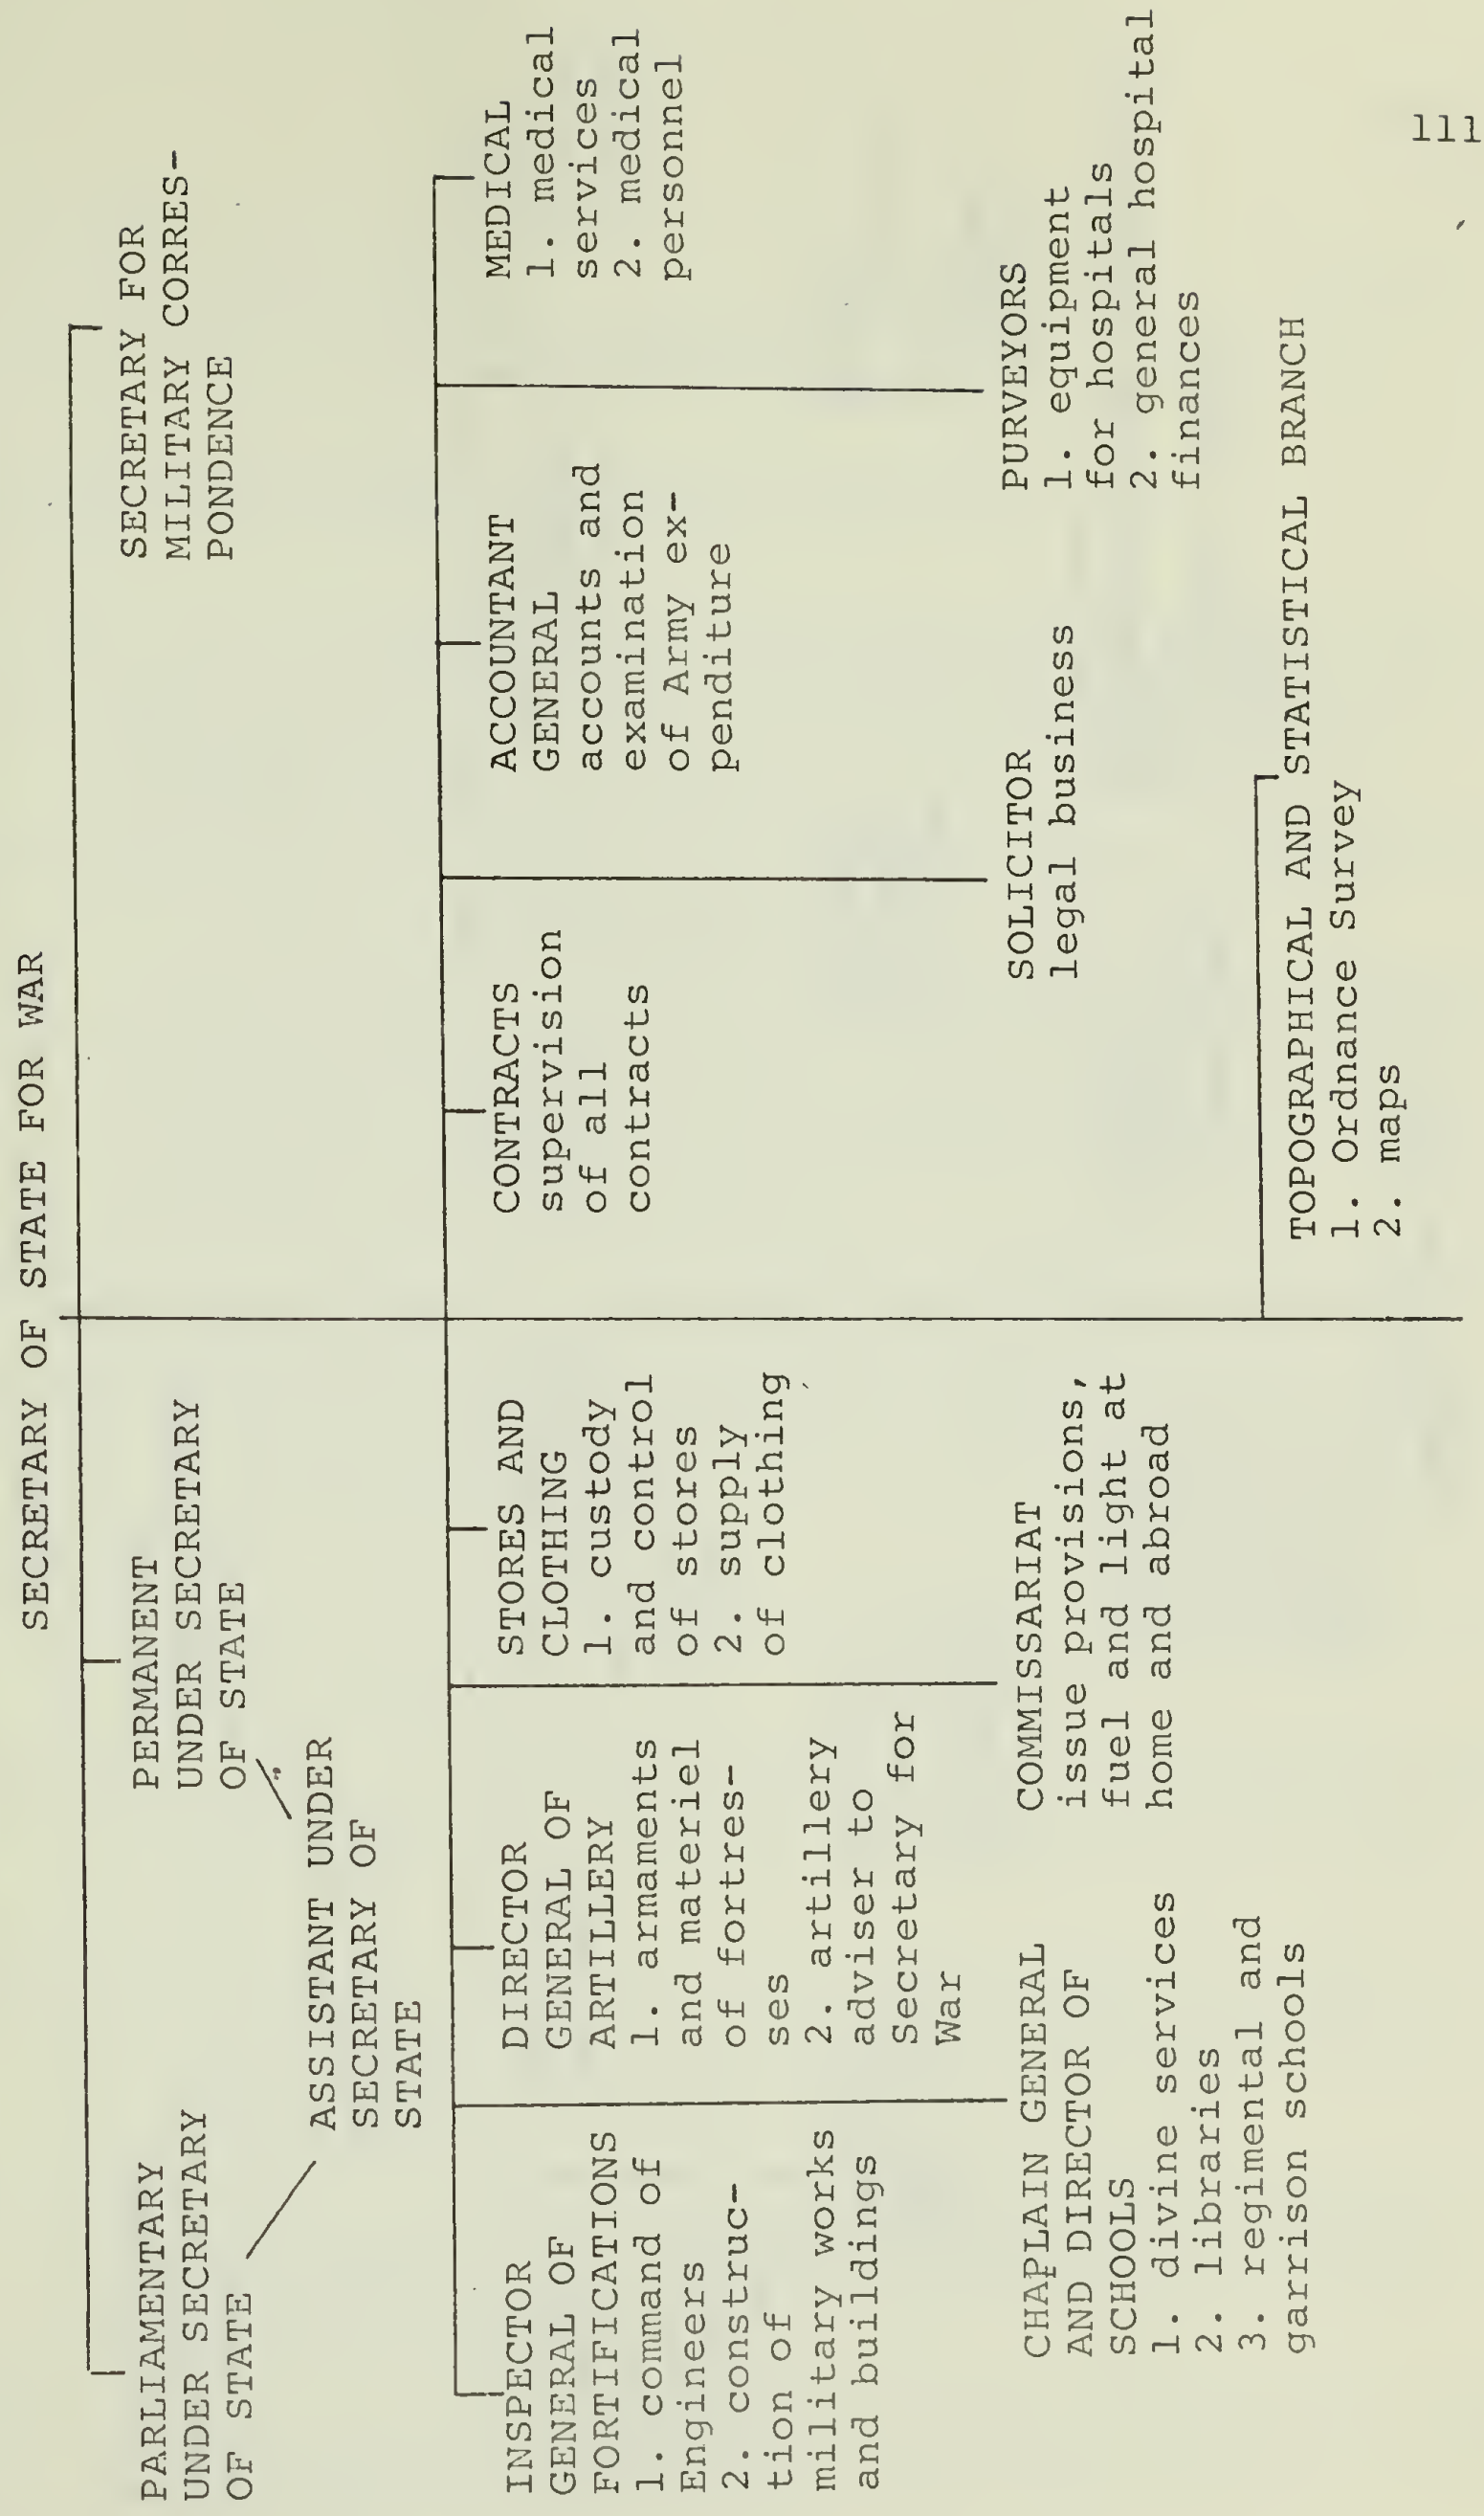 SECRETARY OF STATE FOR WAR
PARLIAMENTARY
UNDER SECRETARY
OF STATE
PERMANENT
UNDER SECRETARY
OF STATE
SECRETARY FOR
MILITARY CORRES-
PONDENCE
ASSISTANT UNDER
SECRETARY OF
STATE
INSPECTOR
GENERAL OF
FORTIFICATIONS
1. command of
Engineers
2. construc-
tion of
military works
and buildings
DIRECTOR
GENERAL OF
ARTILLERY
1. armaments
and materiel
of fortres-
ses
2. artillery
adviser to
Secretary for
War
STORES AND
CLOTHING
1. custody
and control
of stores
2. supply
of clothing
CONTRACTS
supervision
of all
contracts
ACCOUNTANT
GENERAL
accounts and
examination
of Army ex-
penditure
MEDICAL
1. medical
services
2. medical
personnel
CHAPLAIN GENERAL
AND DIRECTOR OF
SCHOOLS
1. divine services
2. libraries
3. regimental and
garrison schools
COMMISSARIAT
issue provisions,
fuel and light at
home and abroad
SOLICITOR
legal business
PURVEYORS
1. equipment
for hospitals
2. general hospital
finances
TOPOGRAPHICAL AND STATISTICAL BRANCH
1. Ordnance Survey
2. maps
111